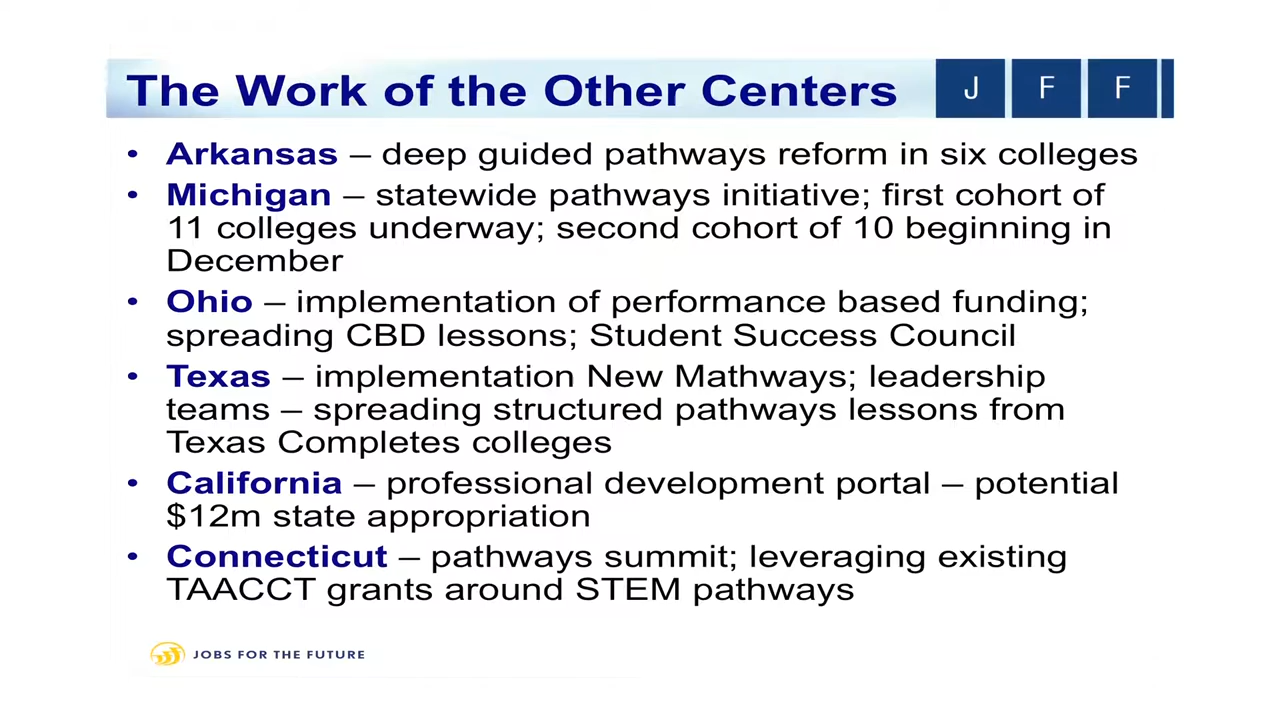 The Work of the Other Centers
J F F
• Arkansas – deep guided pathways reform in six colleges
• Michigan – statewide pathways initiative; first cohort of
11 colleges underway; second cohort of 10 beginning in
December
• Ohio – implementation of performance based funding;
spreading CBD lessons; Student Success Council
• Texas – implementation New Mathways; leadership
teams – spreading structured pathways lessons from
Texas Completes colleges
• California – professional development portal – potential
$12m state appropriation
• Connecticut – pathways summit; leveraging existing
TAACCT grants around STEM pathways
JOBS FOR THE FUTURE